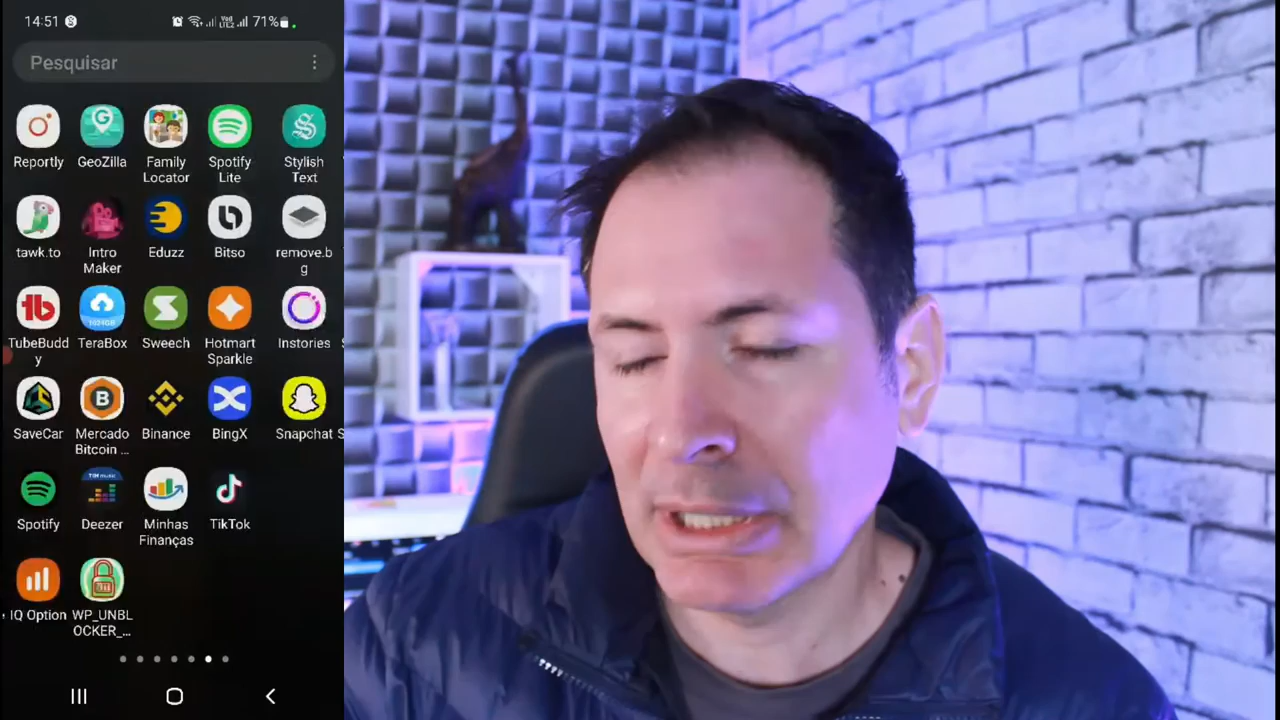 14:51
71%
Pesquisar
Reportly
GeoZilla
Family
Locator
Spotify
Lite
Stylish
Text
tawk.to
Intro
Maker
Eduzz
Bitso
remove.b
g
TubeBudd
y
TeraBox
Sweech
Hotmart
Sparkle
Instories
SaveCar
Mercado
Bitcoin ...
Binance
BingX
Snapchat
Spotify
Deezer
Minhas
Finanças
TikTok
IQ Option
WP_UNBL
OCKER_...